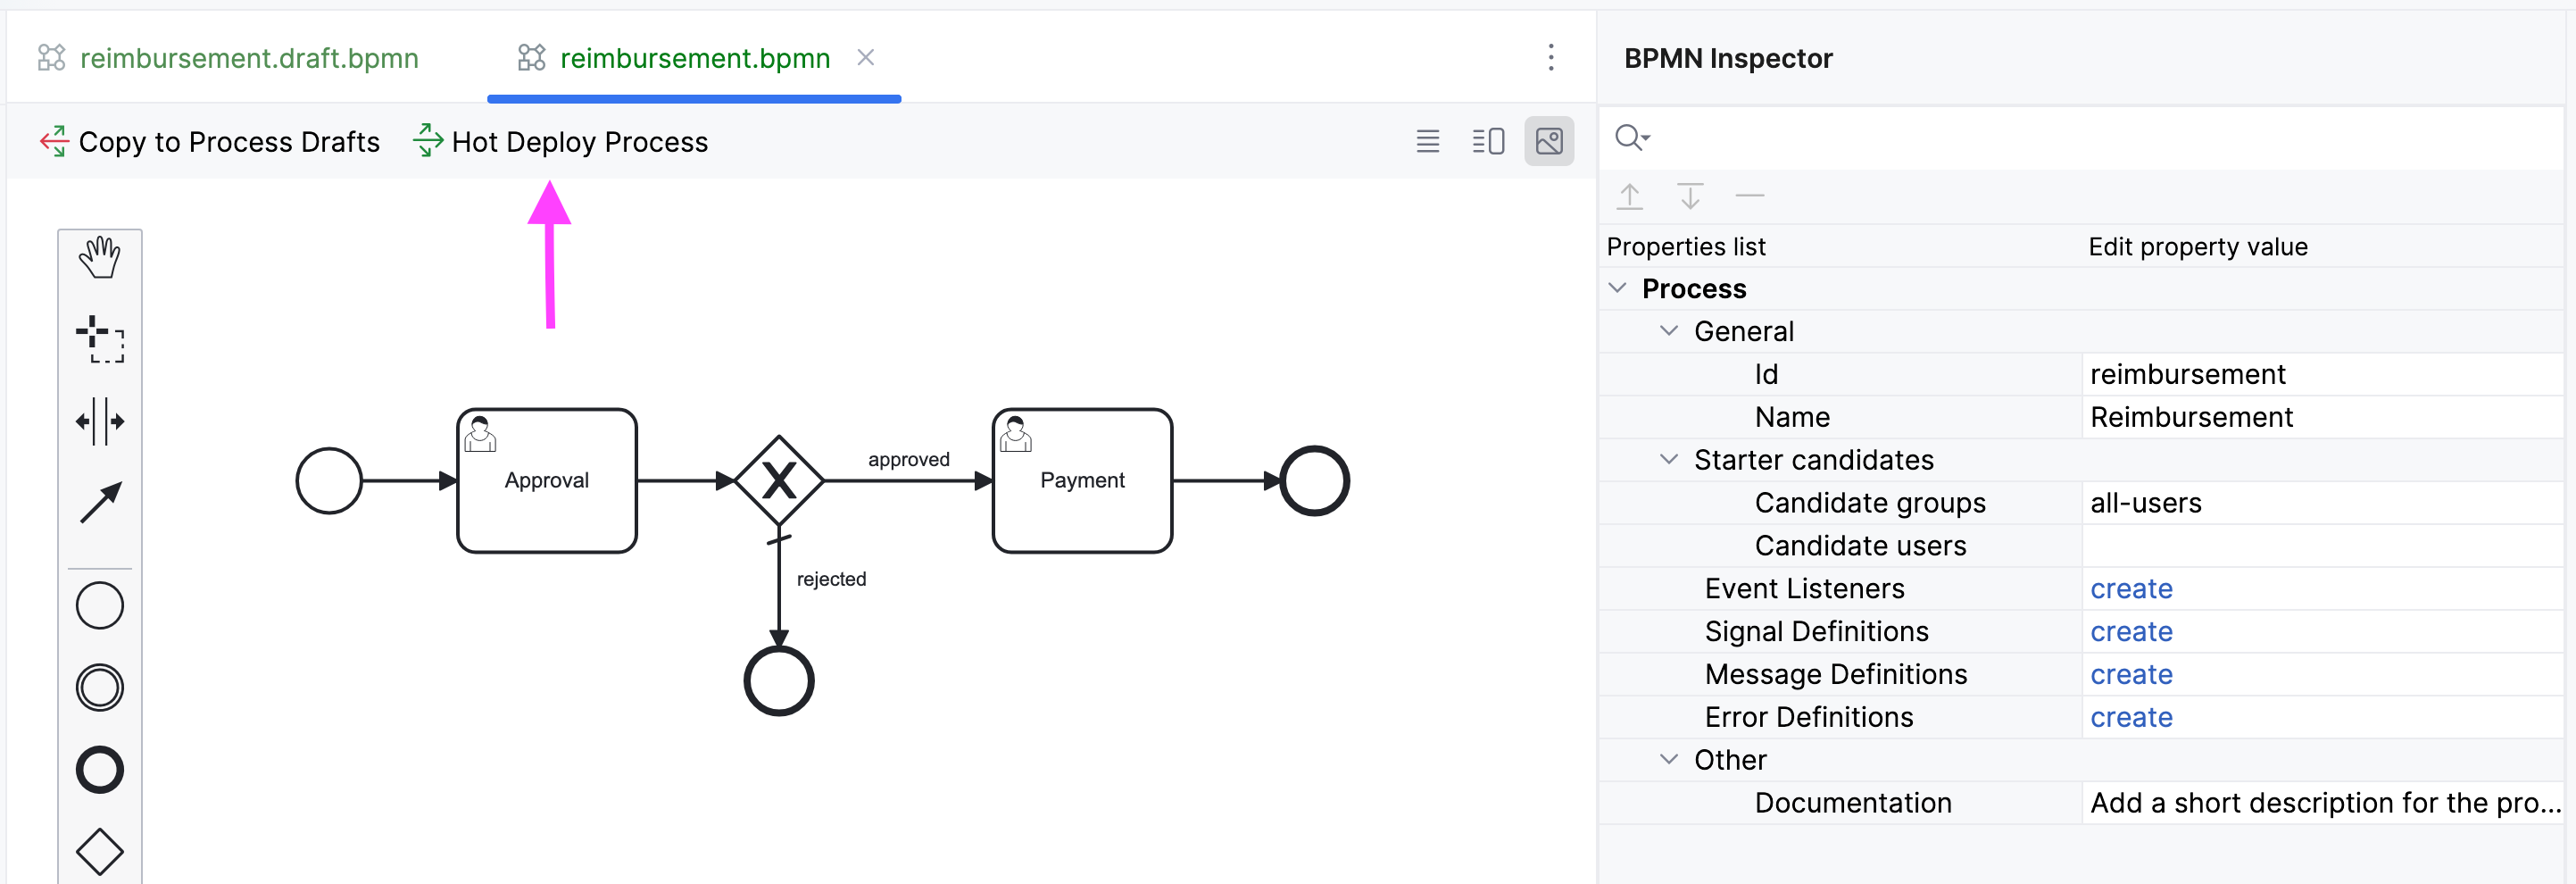 reimbursement.draft.bpmn
reimbursement.bpmn
BPMN Inspector
Copy to Process Drafts
Hot Deploy Process
Properties list
Edit property value
Process
General
Id
reimbursement
Name
Reimbursement
Starter candidates
Candidate groups
all-users
Candidate users
Event Listeners
create
Signal Definitions
create
Message Definitions
create
Error Definitions
create
Other
Documentation
Add a short description for the pro...
Approval
approved
Payment
rejected